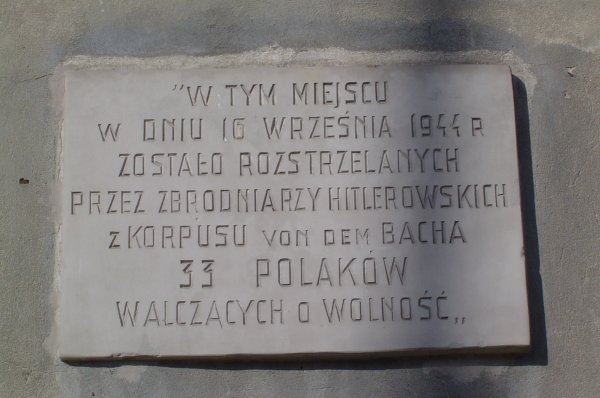 "W TYM MIEJSCU
W DNIU 16 WRZEŚNIA 1944 R
ZOSTAŁO ROZSTRZELANYCH
PRZEZ ZBRODNIARZY HITLEROWSKICH
Z KORPUSU VON DEM BACHA
33 POLAKÓW
WALCZĄCYCH O WOLNOŚĆ„